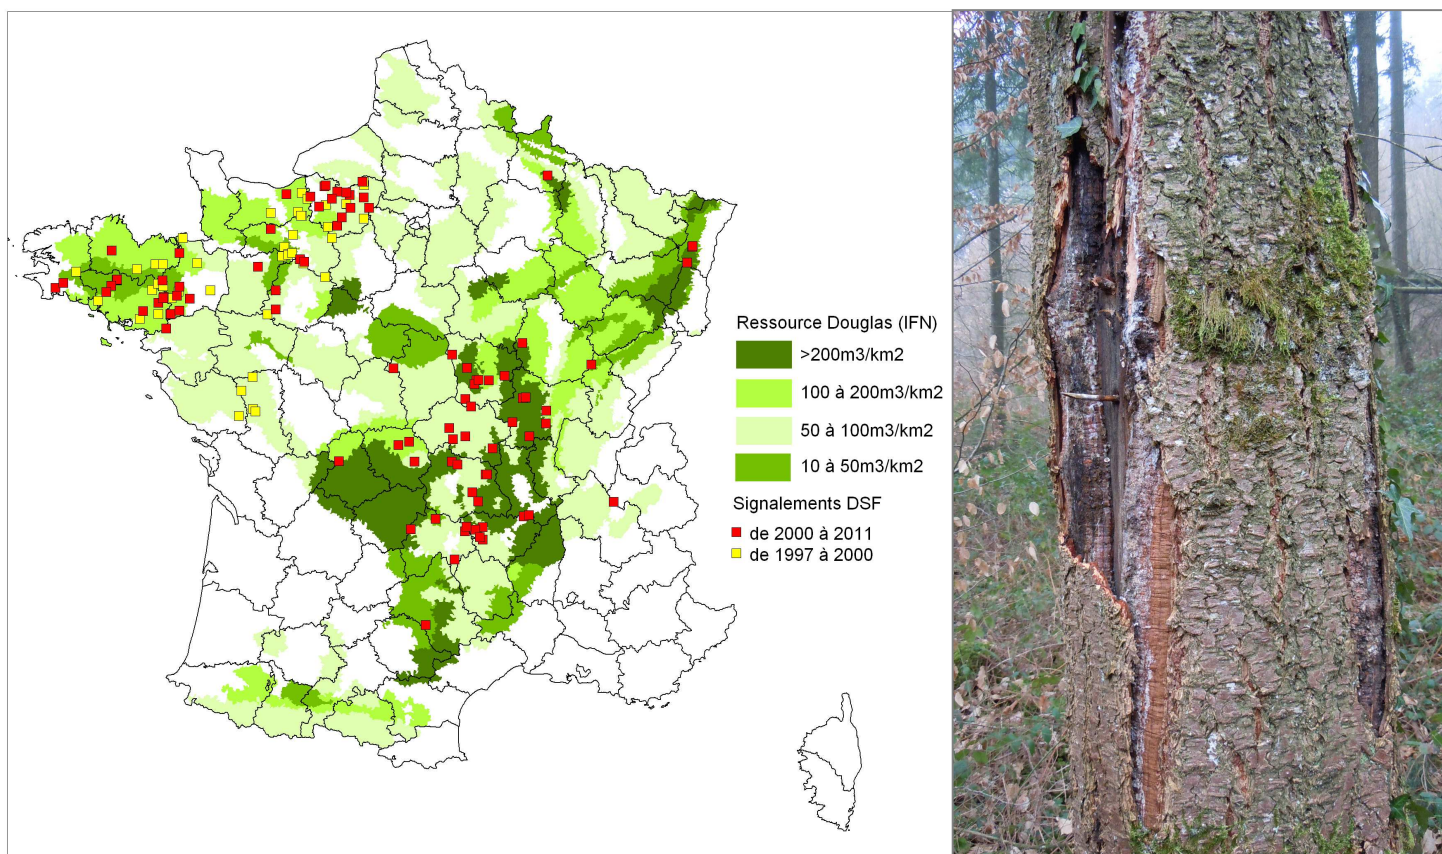 Ressource Douglas (IFN)
>200m3/km2
100 à 200m3/km2
50 à 100m3/km2
10 à 50m3/km2
Signalements DSF
de 2000 à 2011
de 1997 à 2000